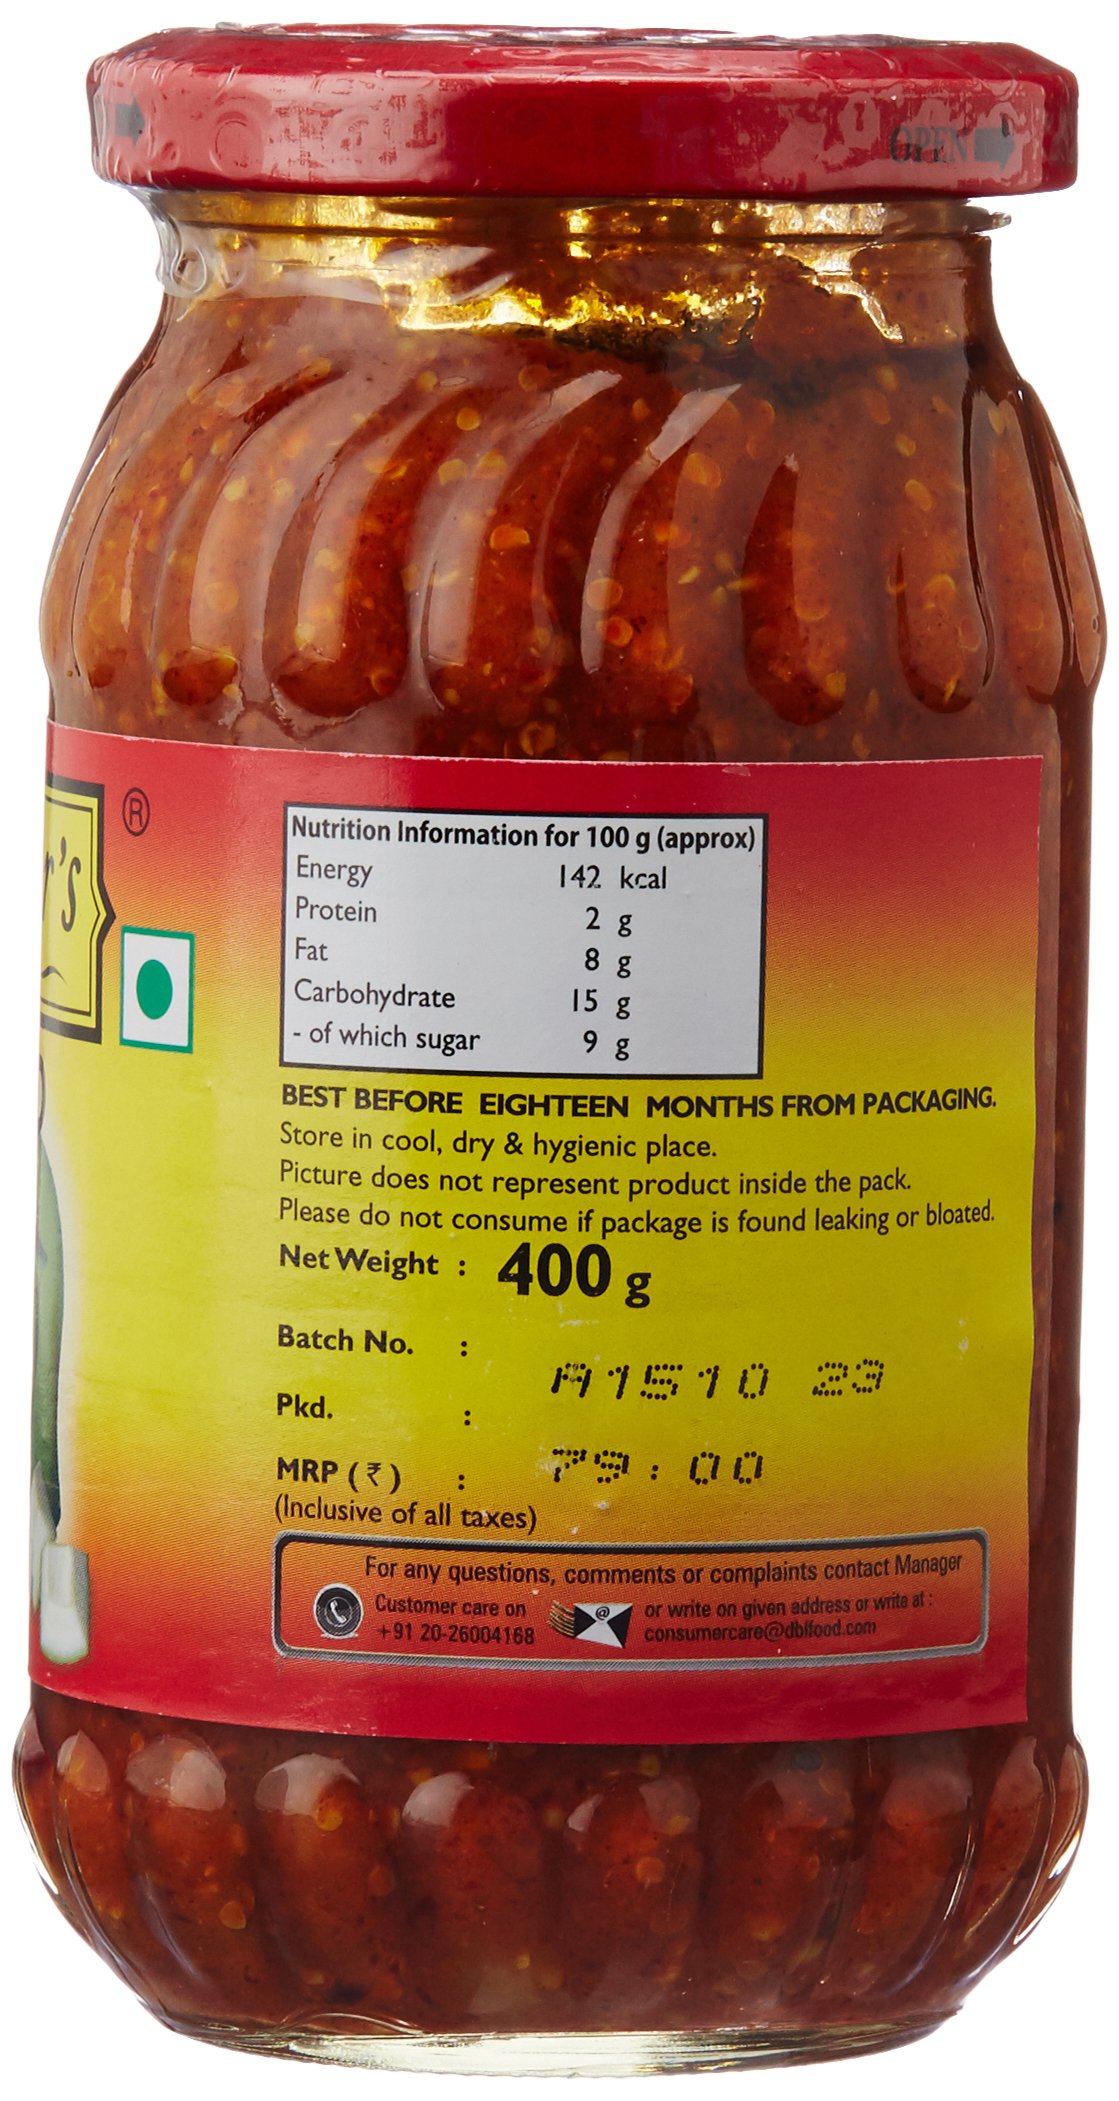 OPEN
r's
®
Nutrition Information for 100 g (approx)
Energy 142 kcal
Protein 2 g
Fat 8 g
Carbohydrate 15 g
- of which sugar 9 g
BEST BEFORE EIGHTEEN MONTHS FROM PACKAGING.
Store in cool, dry & hygienic place.
Picture does not represent product inside the pack.
Please do not consume if package is found leaking or bloated.
Net Weight : 400 g
Batch No. :
A1510 23
Pkd. :
MRP (₹) : 79:00
(Inclusive of all taxes)
For any questions, comments or complaints contact Manager
Customer care on
+91 20-26004168
or write on given address or write at :
consumercare@dblfood.com